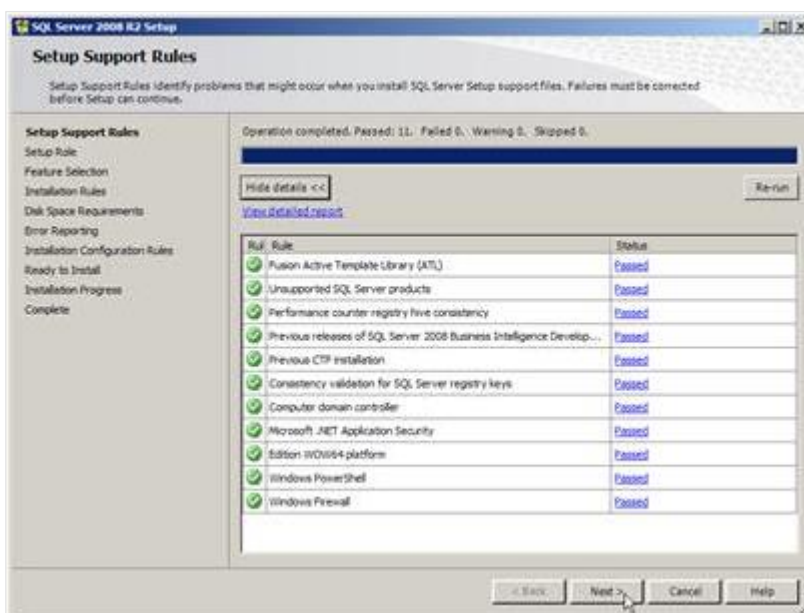 SQL Server 2008 R2 Setup
Setup Support Rules
Setup Support Rules identify problems that might occur when you install SQL Server Setup support files. Failures must be corrected
before Setup can continue.
Setup Support Rules
Setup Role
Feature Selection
Installation Rules
Disk Space Requirements
Error Reporting
Installation Configuration Rules
Ready to Install
Installation Progress
Complete
Operation completed. Passed: 11. Failed 0. Warning 0. Skipped 0.
Hide details <<
Re-run
View detailed report
Rul Rule Status
Fusion Active Template Library (ATL) Passed
Unsupported SQL Server products Passed
Performance counter registry hive consistency Passed
Previous releases of SQL Server 2008 Business Intelligence Develop... Passed
Previous CTP installation Passed
Consistency validation for SQL Server registry keys Passed
Computer domain controller Passed
Microsoft .NET Application Security Passed
Edition WOW64 platform Passed
Windows PowerShell Passed
Windows Firewall Passed
< Back Next > Cancel Help